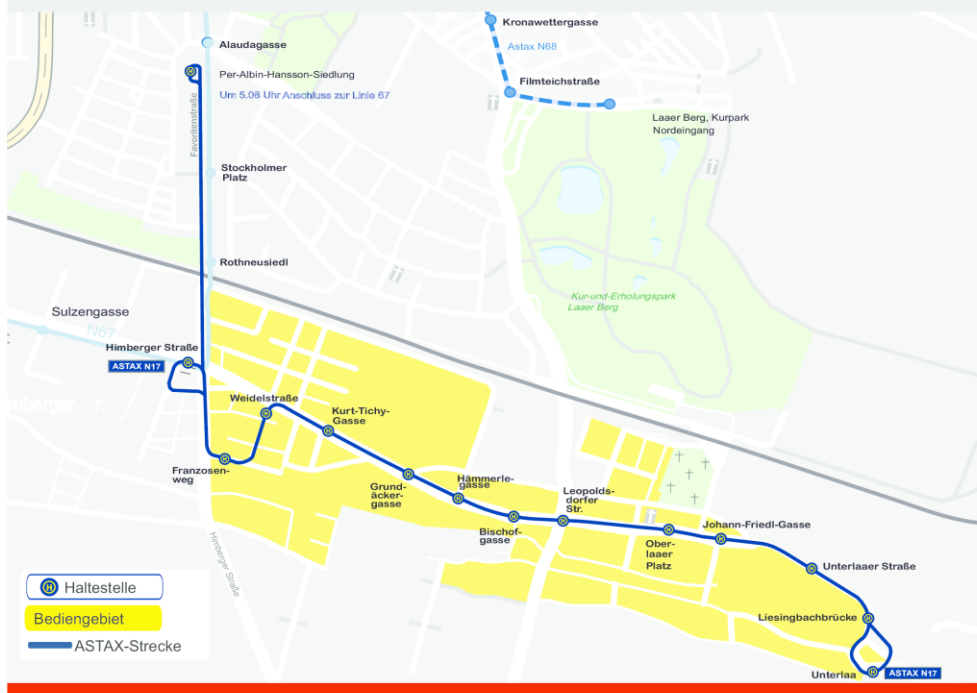 Kronawettergasse
Alaudagasse
Astax N68
Per-Albin-Hansson-Siedlung
Filmteichstraße
Um 5.08 Uhr Anschluss zur Linie 67
Laaer Berg, Kurpark
Nordeingang
Favoritenstraße
Stockholmer
Platz
Rothneusiedl
Kur-und-Erholungspark
Laaer Berg
Sulzengasse
N67
Himberger Straße
ASTAX N17
Weidelstraße
Kurt-Tichy-
Gasse
Franzosen-
weg
Grund-
äcker-
gasse
Hämmerle-
gasse
Bischof-
gasse
Leopolds-
dorfer
Str.
Ober-
laaer
Platz
Johann-Friedl-Gasse
Himberger Straße
Unterlaaer Straße
Liesingbachbrücke
Unterlaa
ASTAX N17
H Haltestelle
Bediengebiet
ASTAX-Strecke